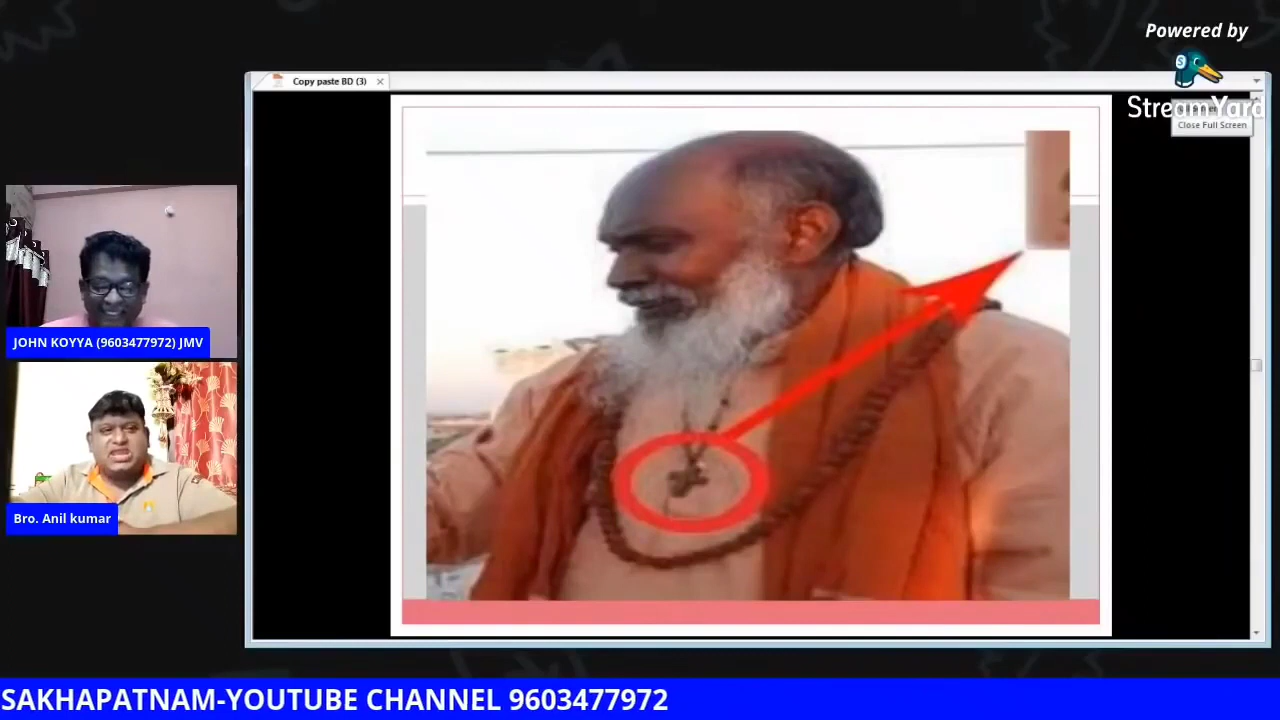 Powered by
StreamYard
Copy paste BD (3)
Close Full Screen
JOHN KOYYA (9603477972) JMV
Bro. Anil kumar
SAKHAPATNAM-YOUTUBE CHANNEL 9603477972